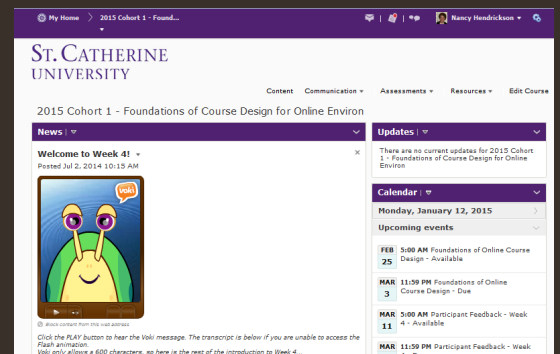 My Home
2015 Cohort 1 - Found...
Nancy Hendrickson
ST. CATHERINE
UNIVERSITY
Content Communication Assessments Resources Edit Course
2015 Cohort 1 - Foundations of Course Design for Online Environ
News
Welcome to Week 4!
Posted Jul 2, 2014 10:15 AM
voki
Block content from this web address
Click the PLAY button to hear the Voki message. The transcript is below if you are unable to access the
Flash animation.
Voki only allows a 600 characters, so here is the rest of the introduction to Week 4...
Updates
There are no current updates for 2015 Cohort
1 - Foundations of Course Design for Online
Environ
Calendar
Monday, January 12, 2015
Upcoming events
FEB
25
5:00 AM Foundations of Online Course
Design - Available
MAR
3
11:59 PM Foundations of Online
Course Design - Due
MAR
11
5:00 AM Participant Feedback - Week
4 - Available
MAR
11:59 PM Participant Feedback - Week